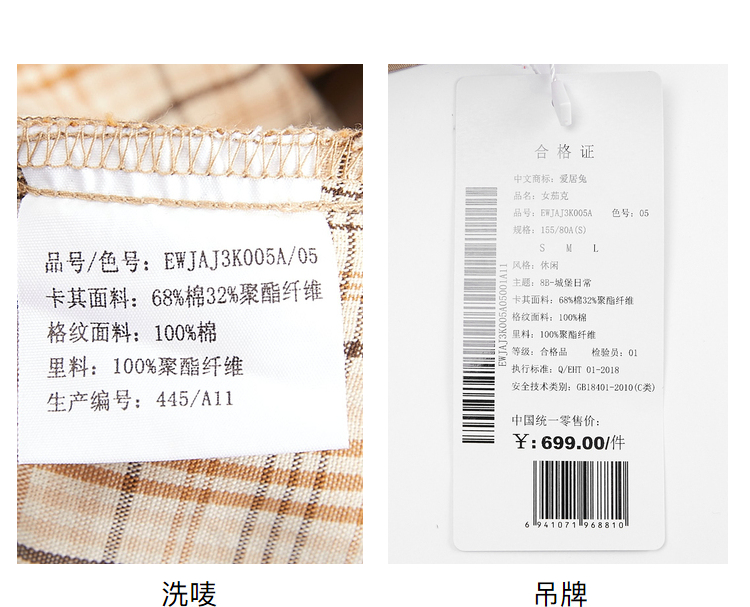 品号/色号：EWJAJ3K005A/05
卡其面料：68%棉32%聚酯纤维
格纹面料：100%棉
里料：100%聚酯纤维
生产编号：445/A11
洗唛
合格证
中文商标：爱居兔
品名：女茄克
品号：EWJAJ3K005A 色号：05
规格：155/80A(S)
S M L
风格：休闲
主题：8B-城堡日常
卡其面料：68%棉32%聚酯纤维
格纹面料：100%棉
里料：100%聚酯纤维
等级：合格品 检验员：01
执行标准：Q/EHT 01-2018
安全技术类别：GB18401-2010(C类)
EWJAJ3K005A05001A11
中国统一零售价：
¥:699.00/件
6 941071 968810
吊牌